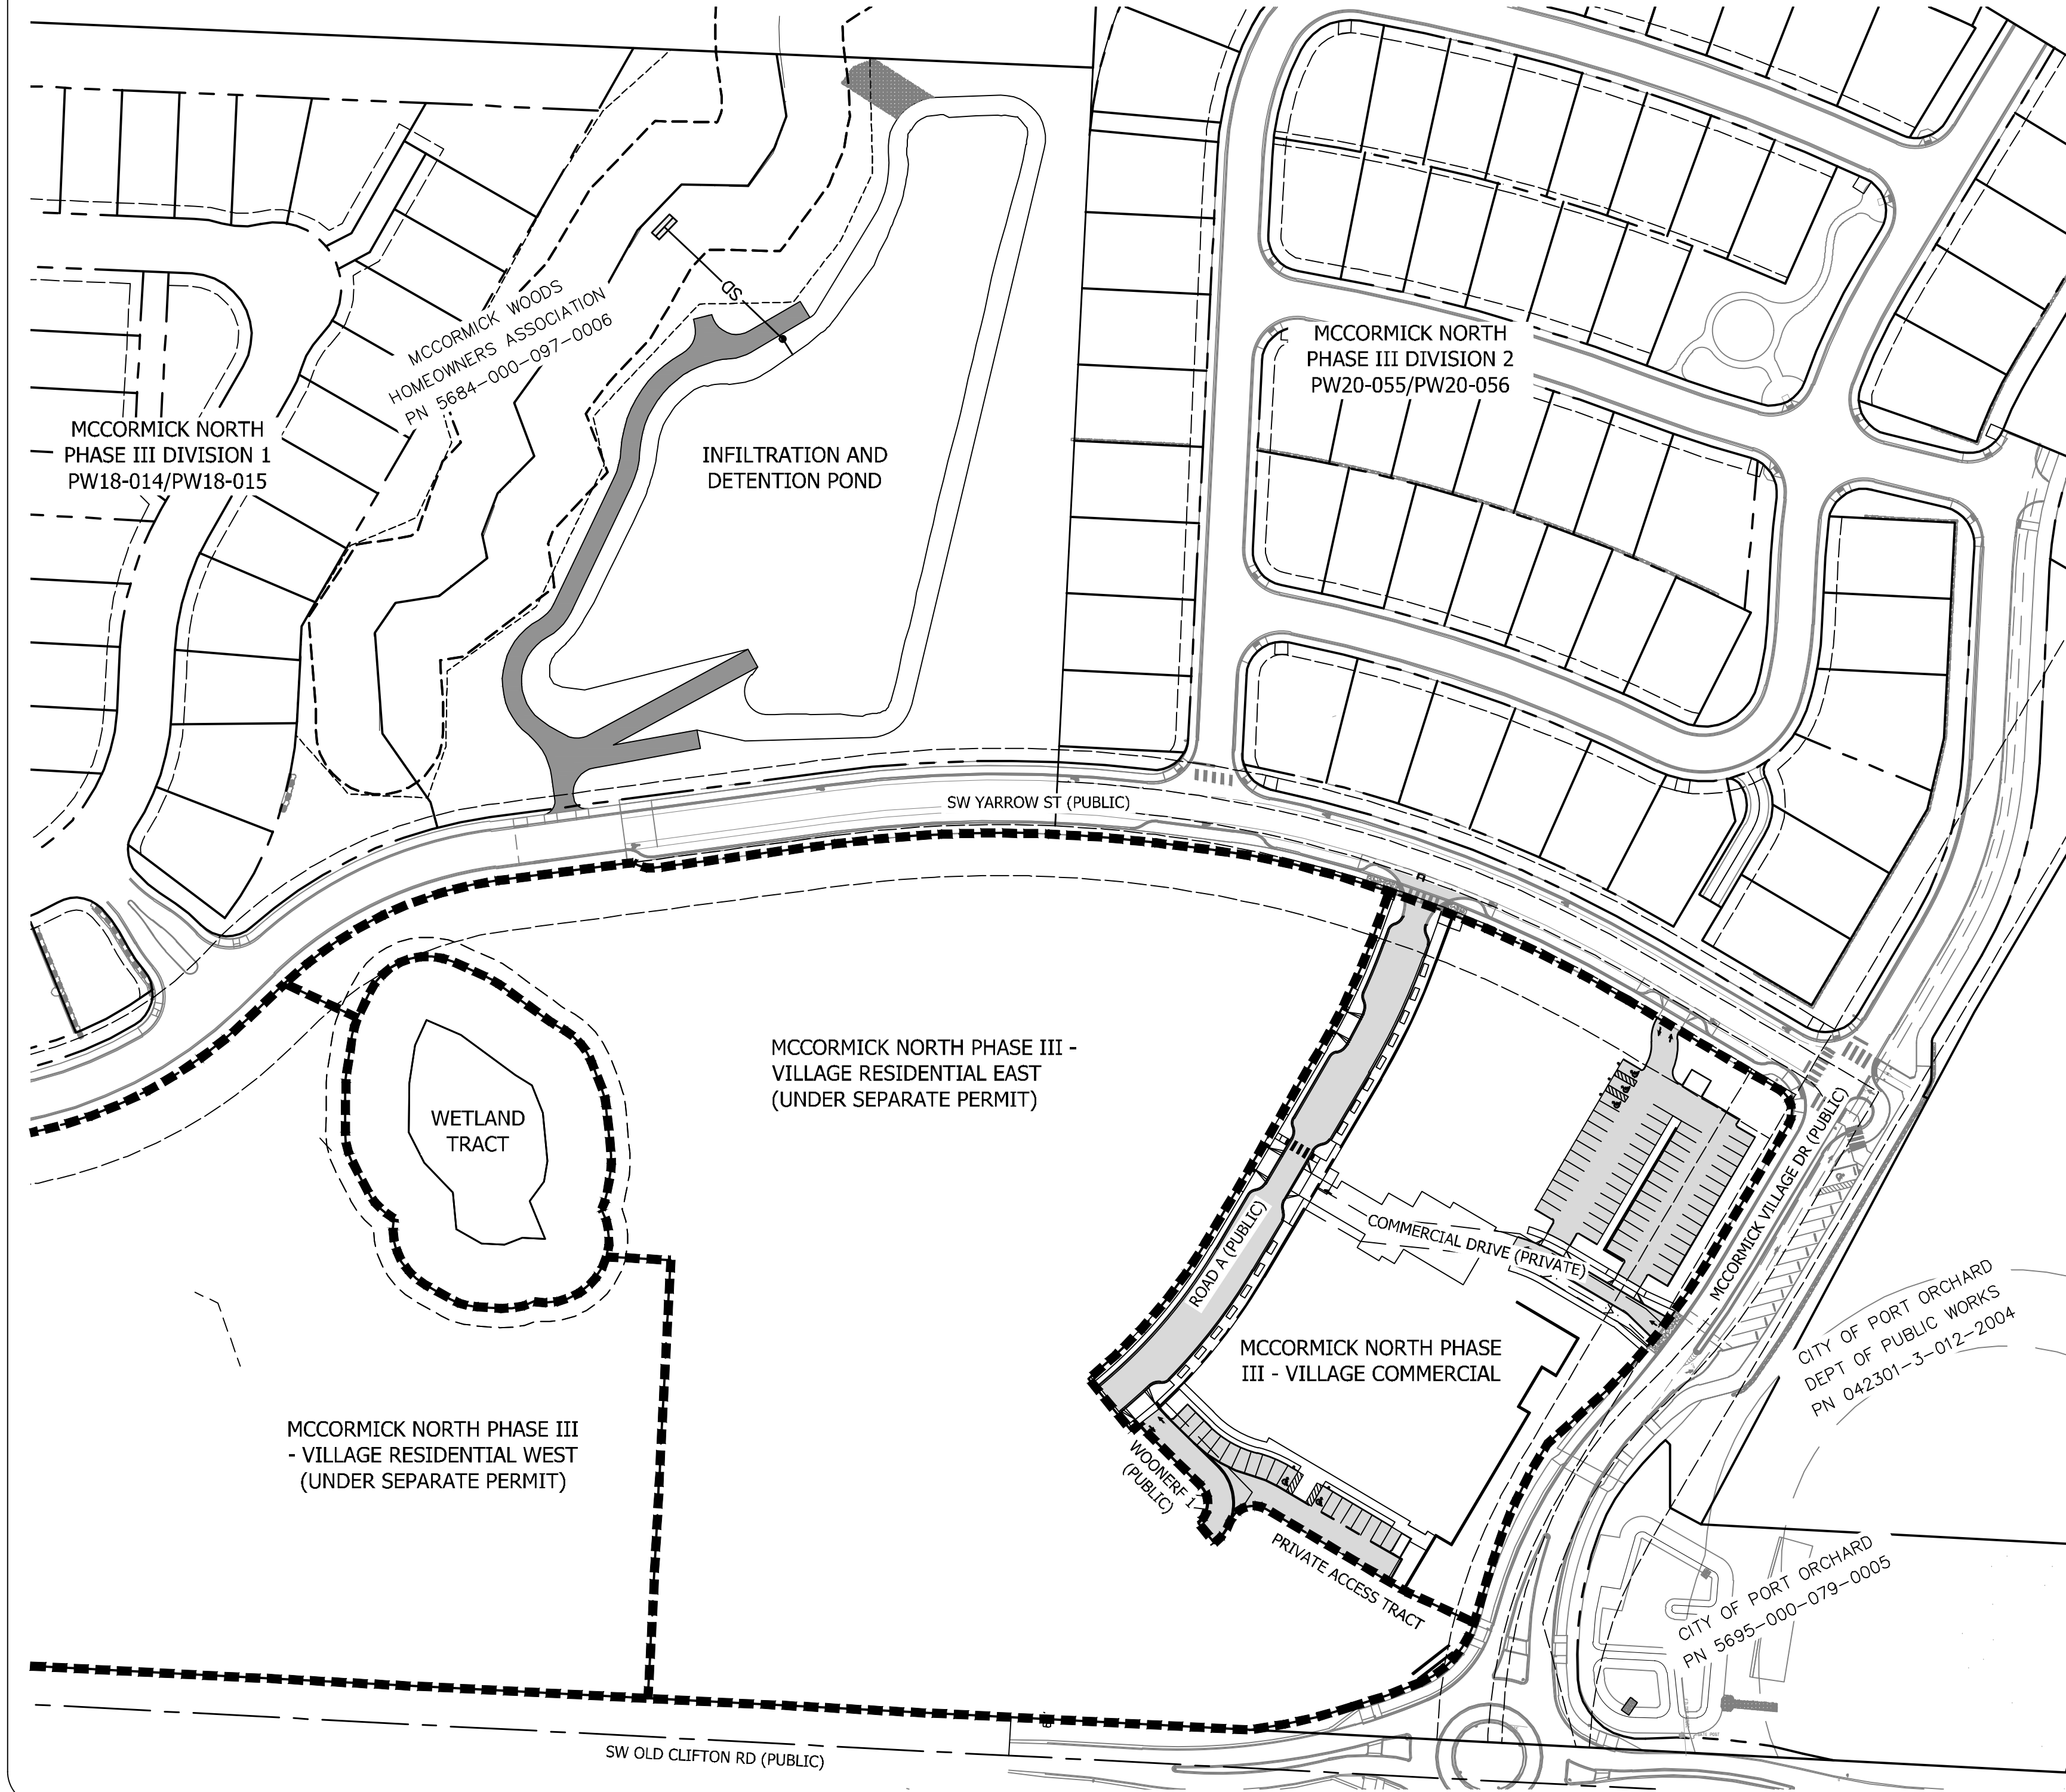 MCCORMICK WOODS
HOMEOWNERS ASSOCIATION
PN 5684-000-097-0006
SD
MCCORMICK NORTH
PHASE III DIVISION 2
PW20-055/PW20-056
MCCORMICK NORTH
PHASE III DIVISION 1
PW18-014/PW18-015
INFILTRATION AND
DETENTION POND
SW YARROW ST (PUBLIC)
MCCORMICK NORTH PHASE III -
VILLAGE RESIDENTIAL EAST
(UNDER SEPARATE PERMIT)
WETLAND
TRACT
MCCORMICK VILLAGE DR (PUBLIC)
ROAD A (PUBLIC)
COMMERCIAL DRIVE (PRIVATE)
CITY OF PORT ORCHARD
DEPT OF PUBLIC WORKS
PN 042301-3-012-2004
MCCORMICK NORTH PHASE
III - VILLAGE COMMERCIAL
MCCORMICK NORTH PHASE III
- VILLAGE RESIDENTIAL WEST
(UNDER SEPARATE PERMIT)
WOONERF 1
(PUBLIC)
PRIVATE ACCESS TRACT
CITY OF PORT ORCHARD
PN 5695-000-079-0005
SW OLD CLIFTON RD (PUBLIC)